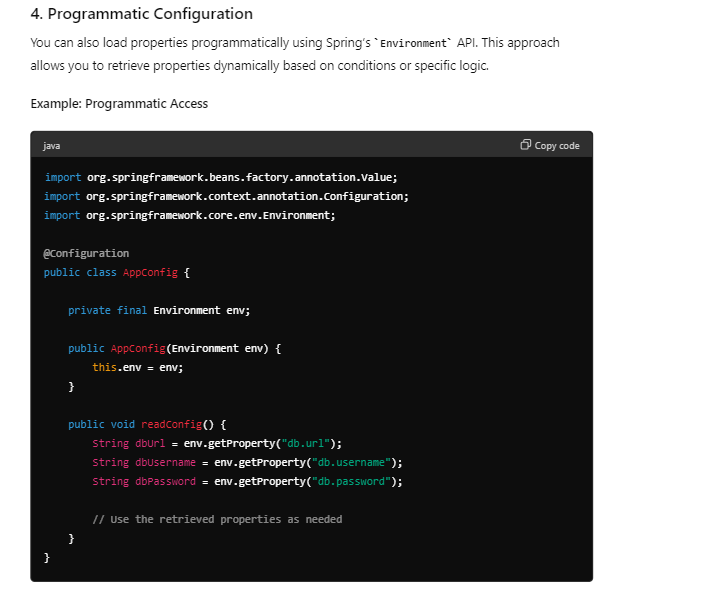 4. Programmatic Configuration
You can also load properties programmatically using Spring's `Environment` API. This approach
allows you to retrieve properties dynamically based on conditions or specific logic.
Example: Programmatic Access
java Copy code
import org.springframework.beans.factory.annotation.Value;
import org.springframework.context.annotation.Configuration;
import org.springframework.core.env.Environment;
@Configuration
public class AppConfig {
private final Environment env;
public AppConfig(Environment env) {
this.env = env;
}
public void readConfig() {
String dbUrl = env.getProperty("db.url");
String dbUsername = env.getProperty("db.username");
String dbPassword = env.getProperty("db.password");
// Use the retrieved properties as needed
}
}